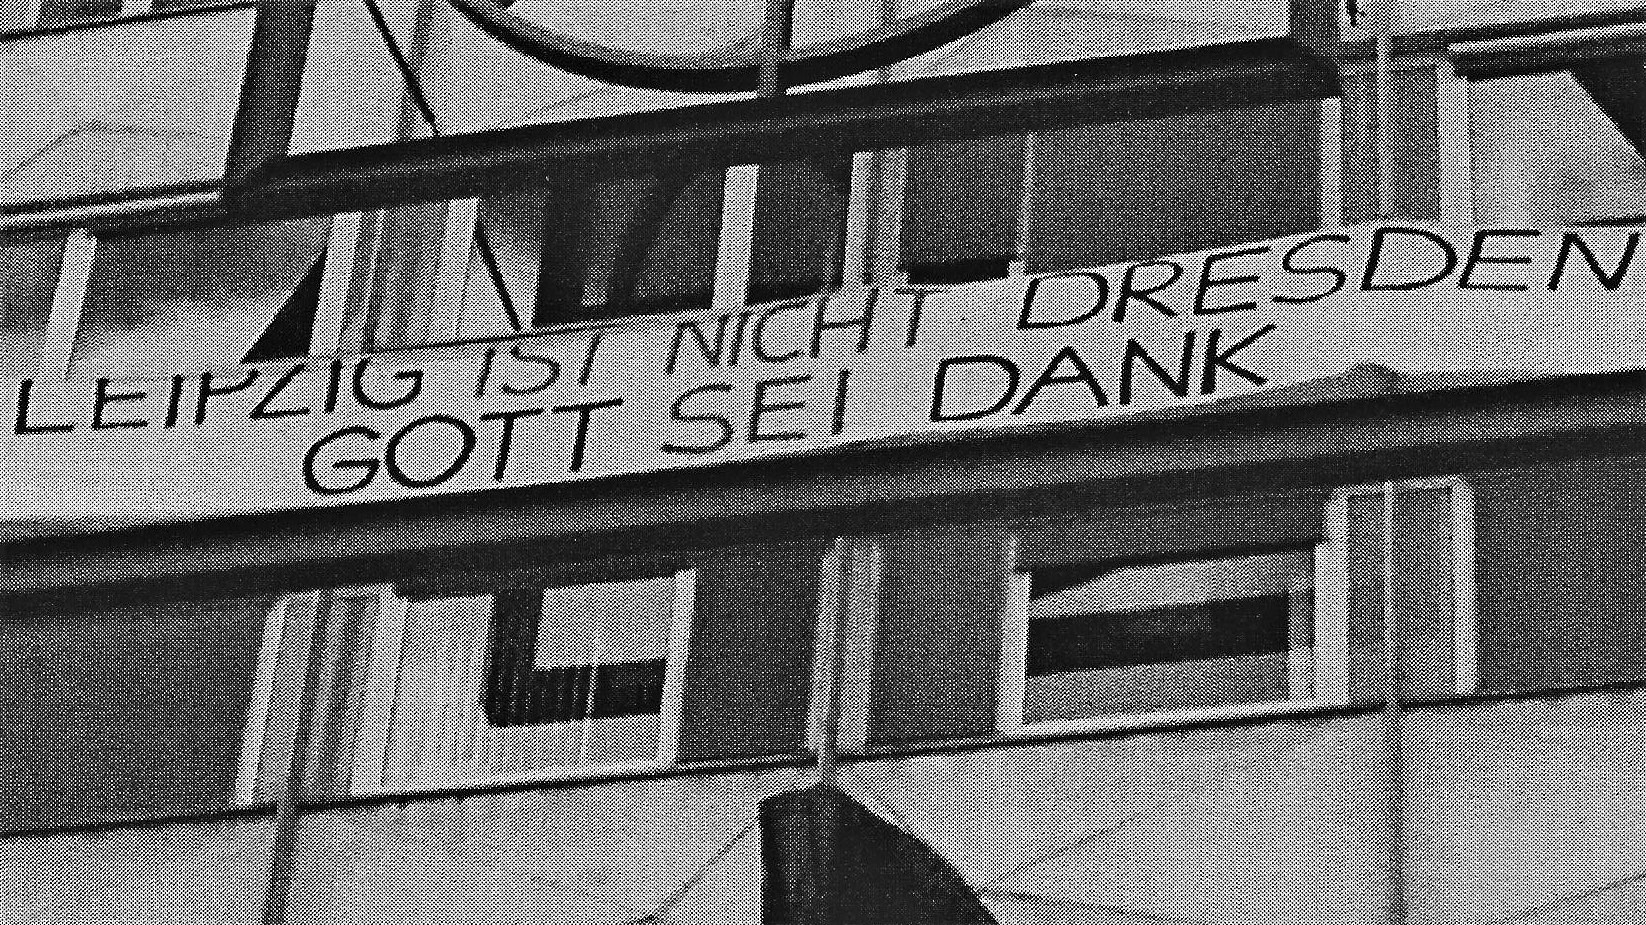 LEIPZIG IST NICHT DRESDEN
GOTT SEI DANK